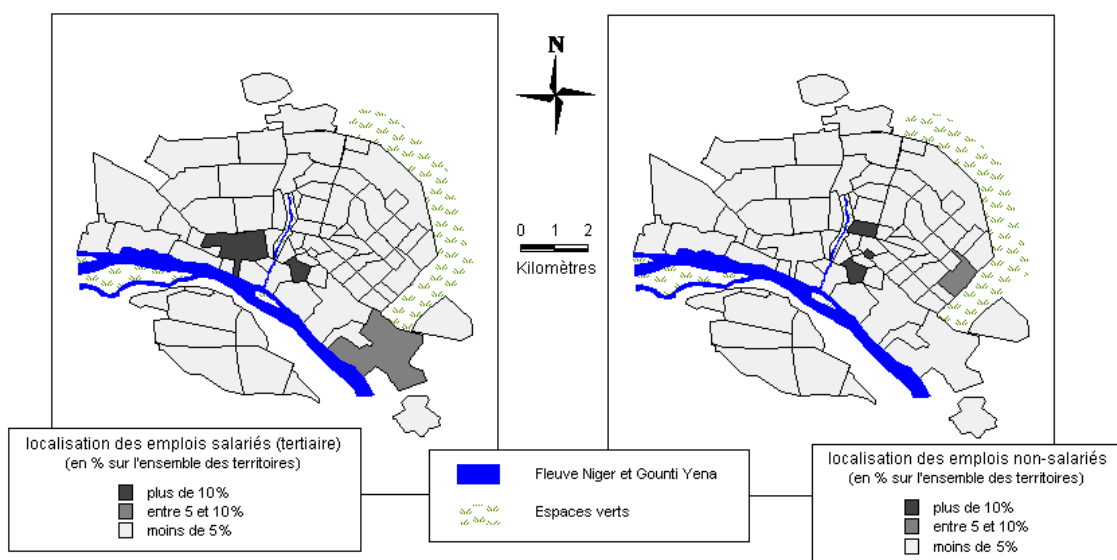 N
0 1 2
Kilomètres
localisation des emplois salariés (tertiaire)
(en % sur l'ensemble des territoires)
plus de 10%
entre 5 et 10%
moins de 5%
Fleuve Niger et Gounti Yena
Espaces verts
localisation des emplois non-salariés
(en % sur l'ensemble des territoires)
plus de 10%
entre 5 et 10%
moins de 5%